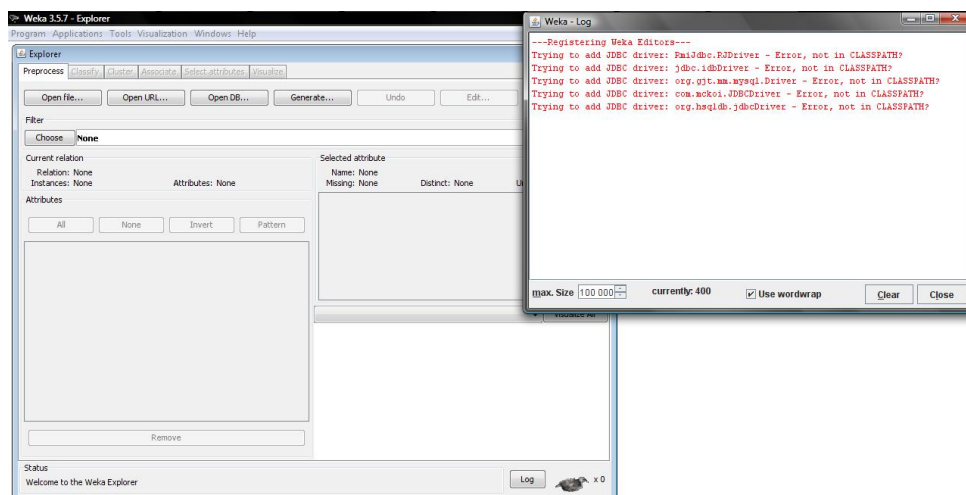 Weka 3.5.7 - Explorer
Program Applications Tools Visualization Windows Help
Explorer
Preprocess Classify Cluster Associate Select attributes Visualize
Open file... Open URL... Open DB... Generate... Undo Edit...
Filter
Choose None
Current relation
Relation: None
Instances: None Attributes: None
Selected attribute
Name: None
Missing: None Distinct: None
Attributes
All None Invert Pattern
Visualize All
Remove
Status
Welcome to the Weka Explorer
Log x 0
Weka - Log
---Registering Weka Editors---
Trying to add JDBC driver: RmiJdbc.RJDriver - Error, not in CLASSPATH?
Trying to add JDBC driver: jdbc.idbDriver - Error, not in CLASSPATH?
Trying to add JDBC driver: org.gjt.mm.mysql.Driver - Error, not in CLASSPATH?
Trying to add JDBC driver: com.mckoi.JDBCDriver - Error, not in CLASSPATH?
Trying to add JDBC driver: org.hsqldb.jdbcDriver - Error, not in CLASSPATH?
max. Size 100 000 currently: 400 Use wordwrap Clear Close